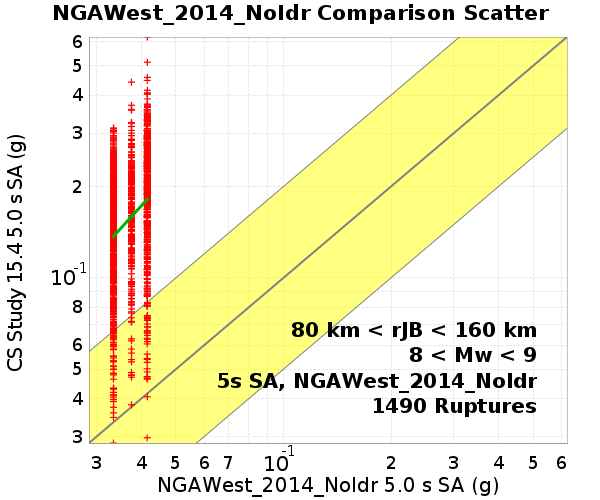 NGAWest_2014_NoIdr Comparison Scatter
6
5
4
3
2
10⁻¹
8
6
5
4
3
CS Study 15.4 5.0 s SA (g)
80 km < rJB < 160 km
8 < Mw < 9
5s SA, NGAWest_2014_NoIdr
1490 Ruptures
3 4 5 6 7 10⁻¹ 2 3 4 5 6
NGAWest_2014_NoIdr 5.0 s SA (g)